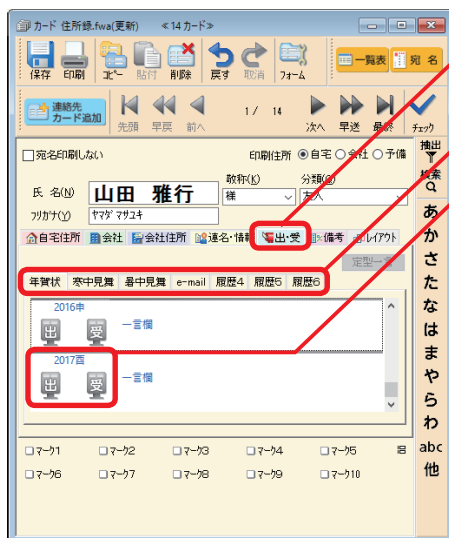 カード 住所録.fwa(更新) ≪14カード≫
保存 印刷 ｺﾋﾟｰ 貼付 削除 戻す 取消 ﾌｫｰﾑ 一覧表 宛 名
連絡先
カード追加
先頭 早戻 前へ 1 / 14 次へ 早送 最終 ﾁｪｯｸ
宛名印刷しない 印刷住所 自宅 会社 予備 抽出
敬称(K) 分類(G) 検索
氏 名(N) 山田 雅行 様 友人
ﾌﾘｶﾞﾅ(Y) ﾔﾏﾀﾞ ﾏｻﾕｷ
自宅住所 会社 会社住所 連名・情報 出・受 備考 ﾚｲｱｳﾄ
定型一言
年賀状 寒中見舞 暑中見舞 e-mail 履歴4 履歴5 履歴6
2016申
出 受 一言欄
2017酉
出 受 一言欄
ﾏｰｸ1 ﾏｰｸ2 ﾏｰｸ3 ﾏｰｸ4 ﾏｰｸ5
ﾏｰｸ6 ﾏｰｸ7 ﾏｰｸ8 ﾏｰｸ9 ﾏｰｸ10
あ
か
さ
た
な
は
ま
や
ら
わ
abc
他